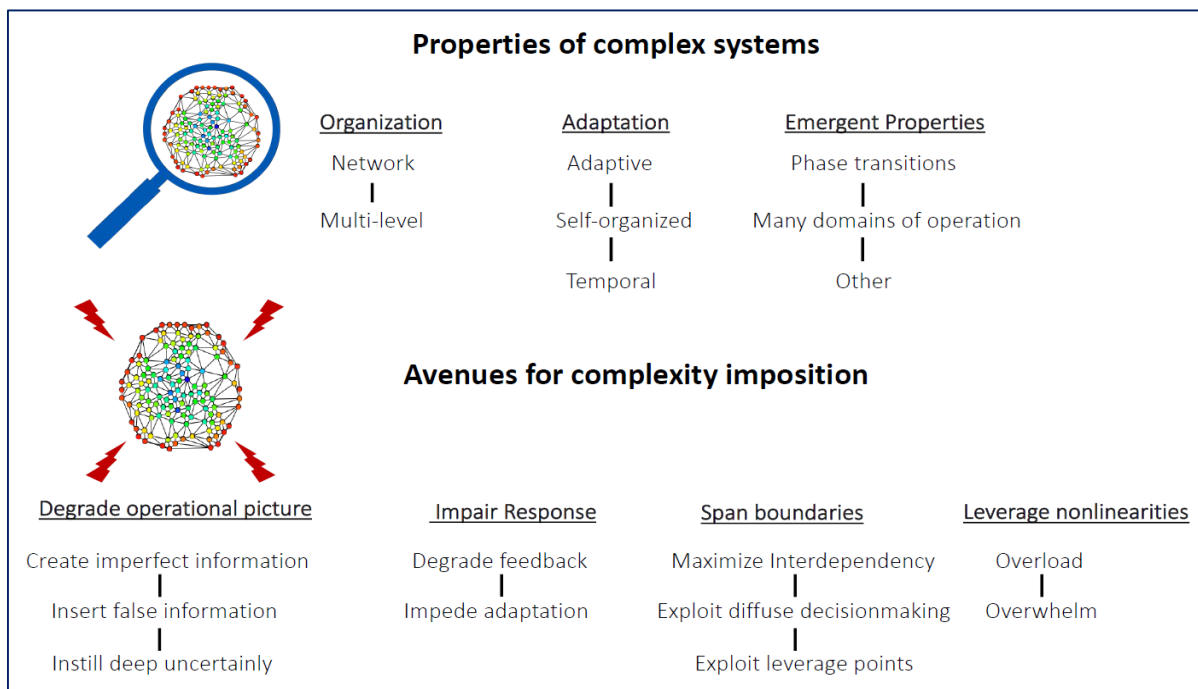 Properties of complex systems
Organization
Network
Multi-level
Adaptation
Adaptive
Self-organized
Temporal
Emergent Properties
Phase transitions
Many domains of operation
Other
Avenues for complexity imposition
Degrade operational picture
Create imperfect information
Insert false information
Instill deep uncertainly
Impair Response
Degrade feedback
Impede adaptation
Span boundaries
Maximize Interdependency
Exploit diffuse decisionmaking
Exploit leverage points
Leverage nonlinearities
Overload
Overwhelm